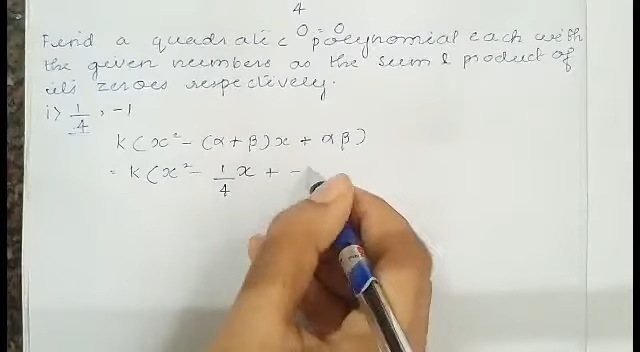 4
Find a quadratic polynomial each with
the given numbers as the sum & product of
its zeroes respectively.
i) 1/4 , -1
k(x² - (α + β)x + αβ)
= k(x² - 1/4 x + -